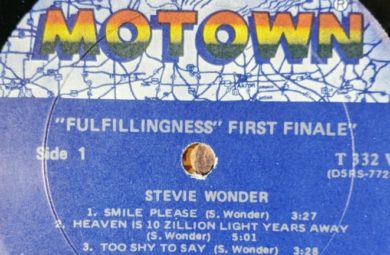 MOTOWN®
"FULFILLINGNESS" FIRST FINALE"
Side 1
T 332
STEVIE WONDER
1. SMILE PLEASE (S. Wonder) 3:27
2. HEAVEN IS 10 ZILLION LIGHT YEARS AWAY
(S. Wonder) 5:01
3. TOO SHY TO SAY (S. Wonder) 3:28